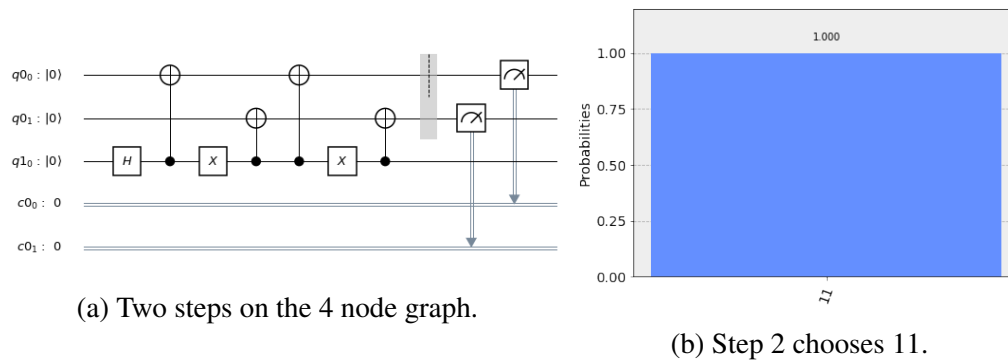 q0₀ : |0⟩
q0₁ : |0⟩
q1₀ : |0⟩
H
X
X
c0₀ : 0
c0₁ : 0
(a) Two steps on the 4 node graph.
1.000
1.00
0.75
0.50
0.25
0.00
Probabilities
11
(b) Step 2 chooses 11.